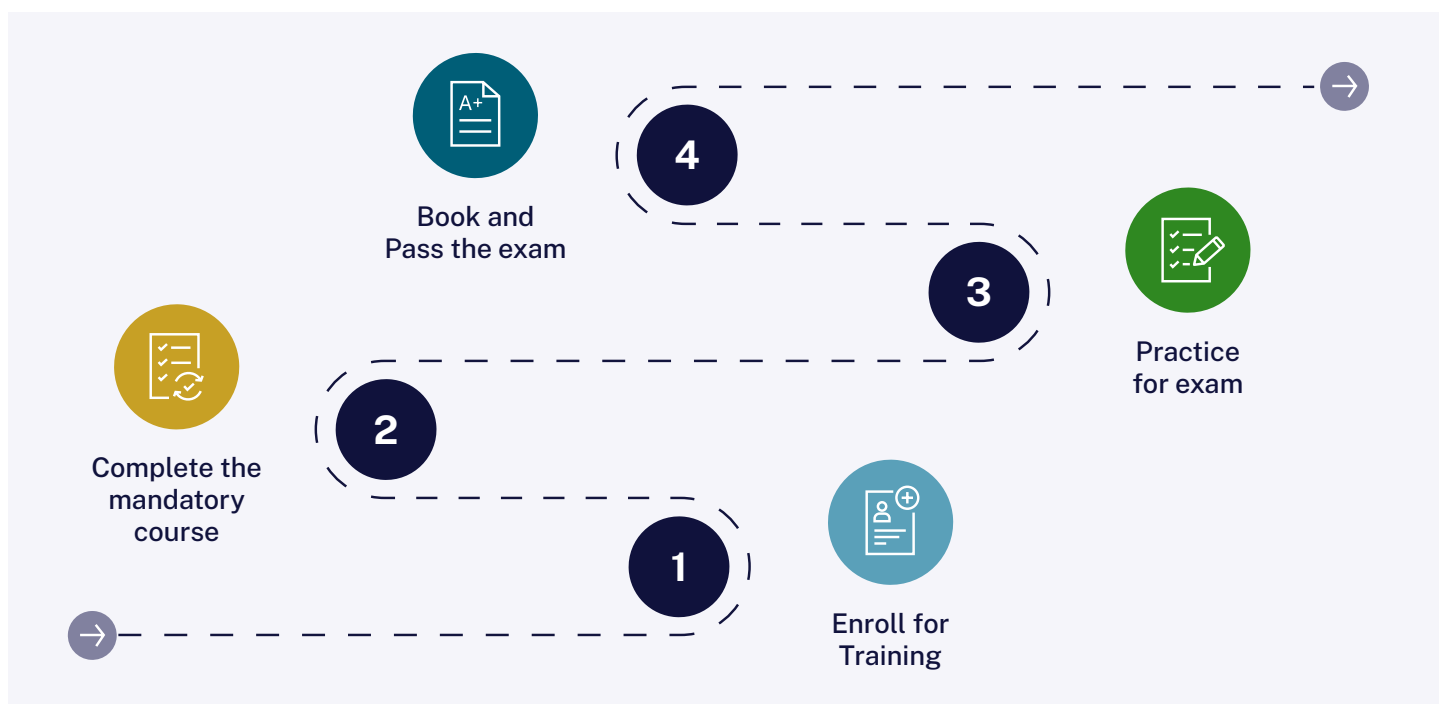 A+
4
Book and
Pass the exam
3
Practice
for exam
2
Complete the
mandatory
course
1
Enroll for
Training